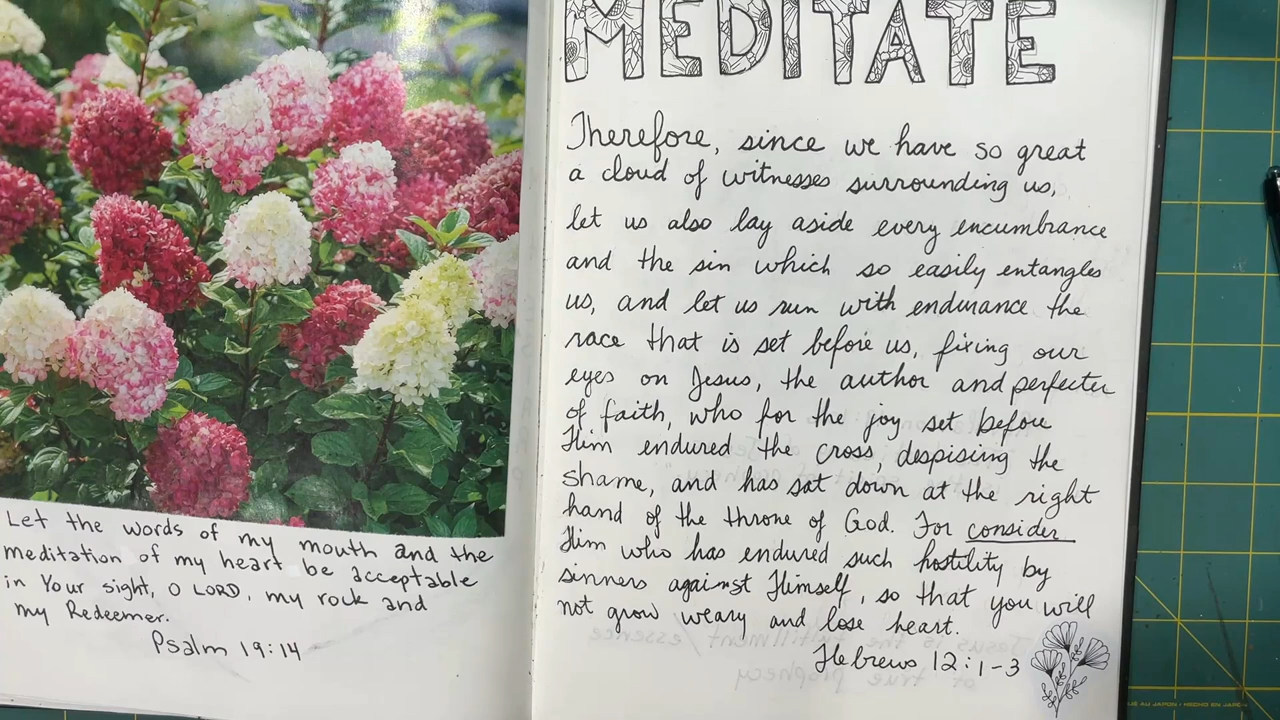 Let the words of my mouth and the
meditation of my heart be acceptable
in Your sight, O LORD, my rock and
my Redeemer.
Psalm 19:14
MEDITATE
Therefore, since we have so great
a cloud of witnesses surrounding us,
let us also lay aside every encumbrance
and the sin which so easily entangles
us, and let us run with endurance the
race that is set before us, fixing our
eyes on Jesus, the author and perfecter
of faith, who for the joy set before
Him endured the cross, despising the
shame, and has sat down at the right
hand of the throne of God. For consider
Him who has endured such hostility by
sinners against Himself, so that you will
not grow weary and lose heart.
Hebrews 12:1-3